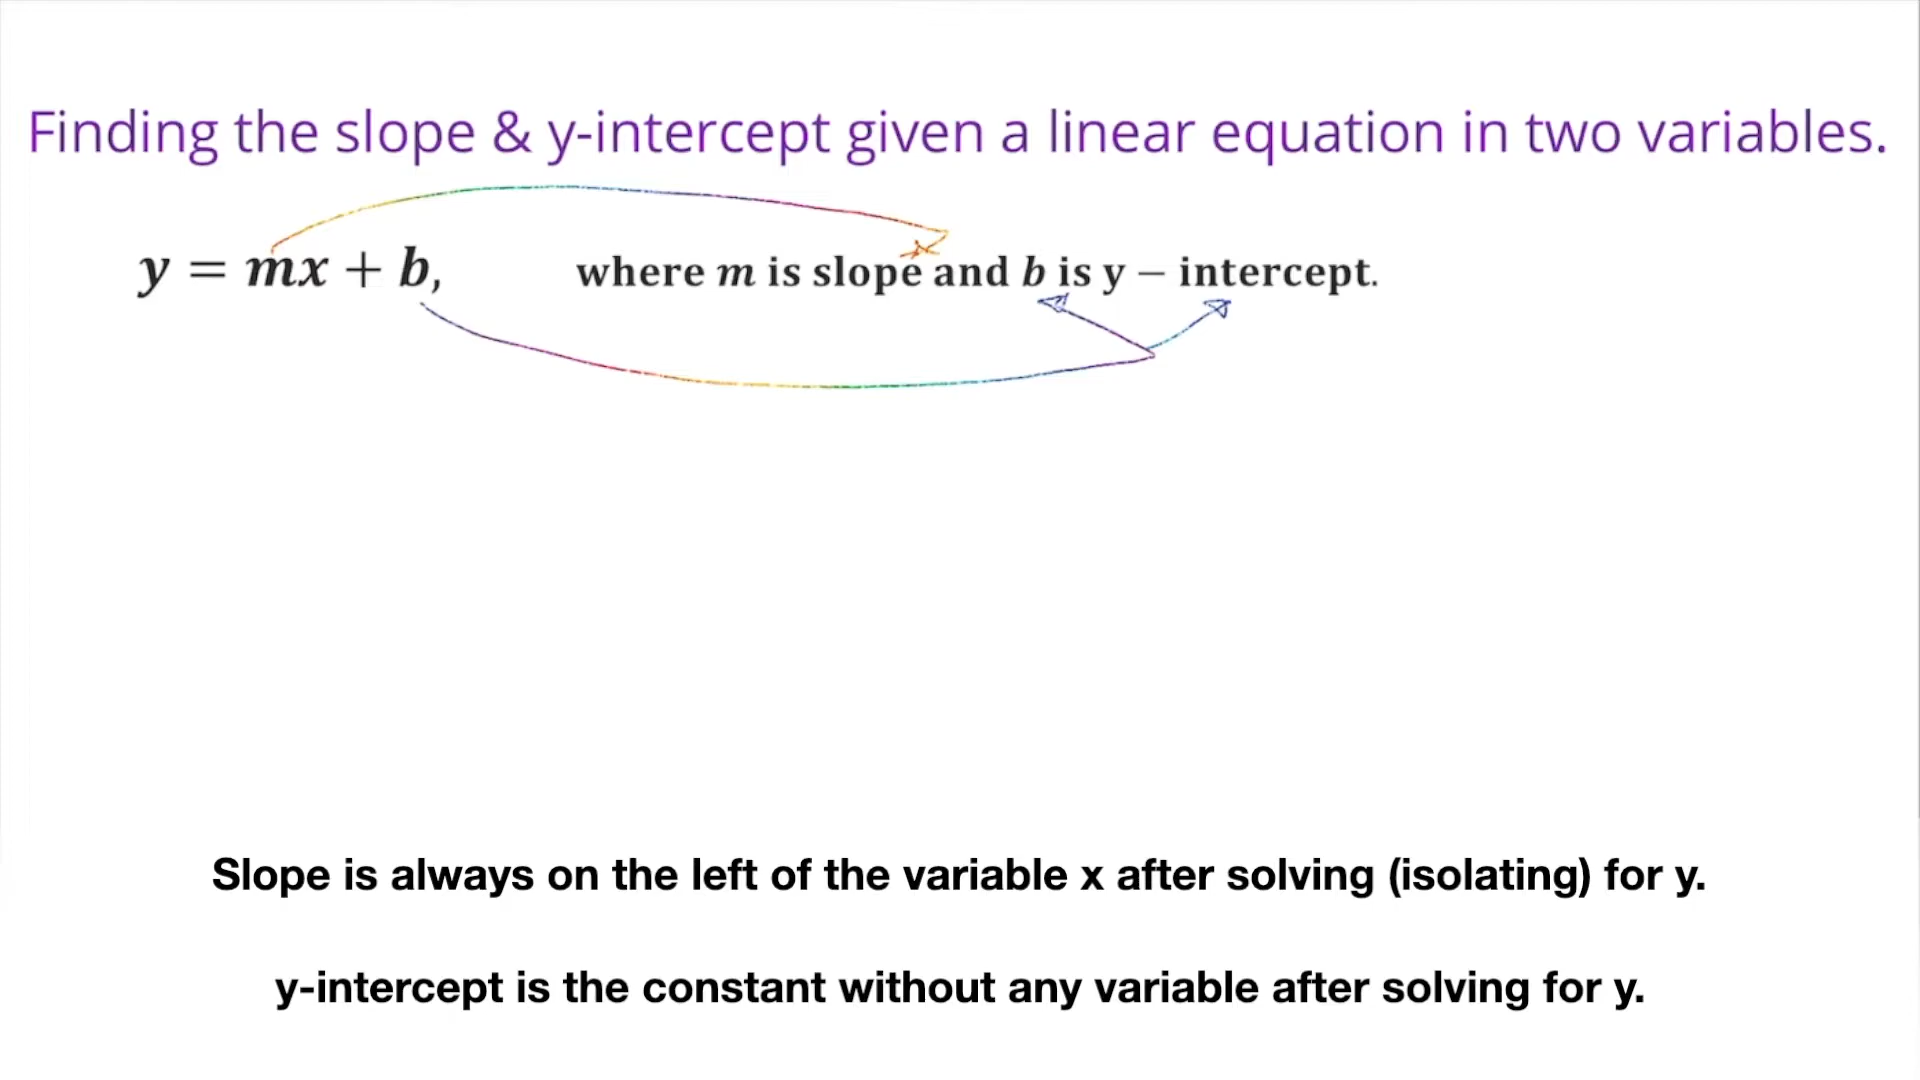 Finding the slope & y-intercept given a linear equation in two variables.
y = mx + b, where m is slope and b is y – intercept.
Slope is always on the left of the variable x after solving (isolating) for y.
y-intercept is the constant without any variable after solving for y.